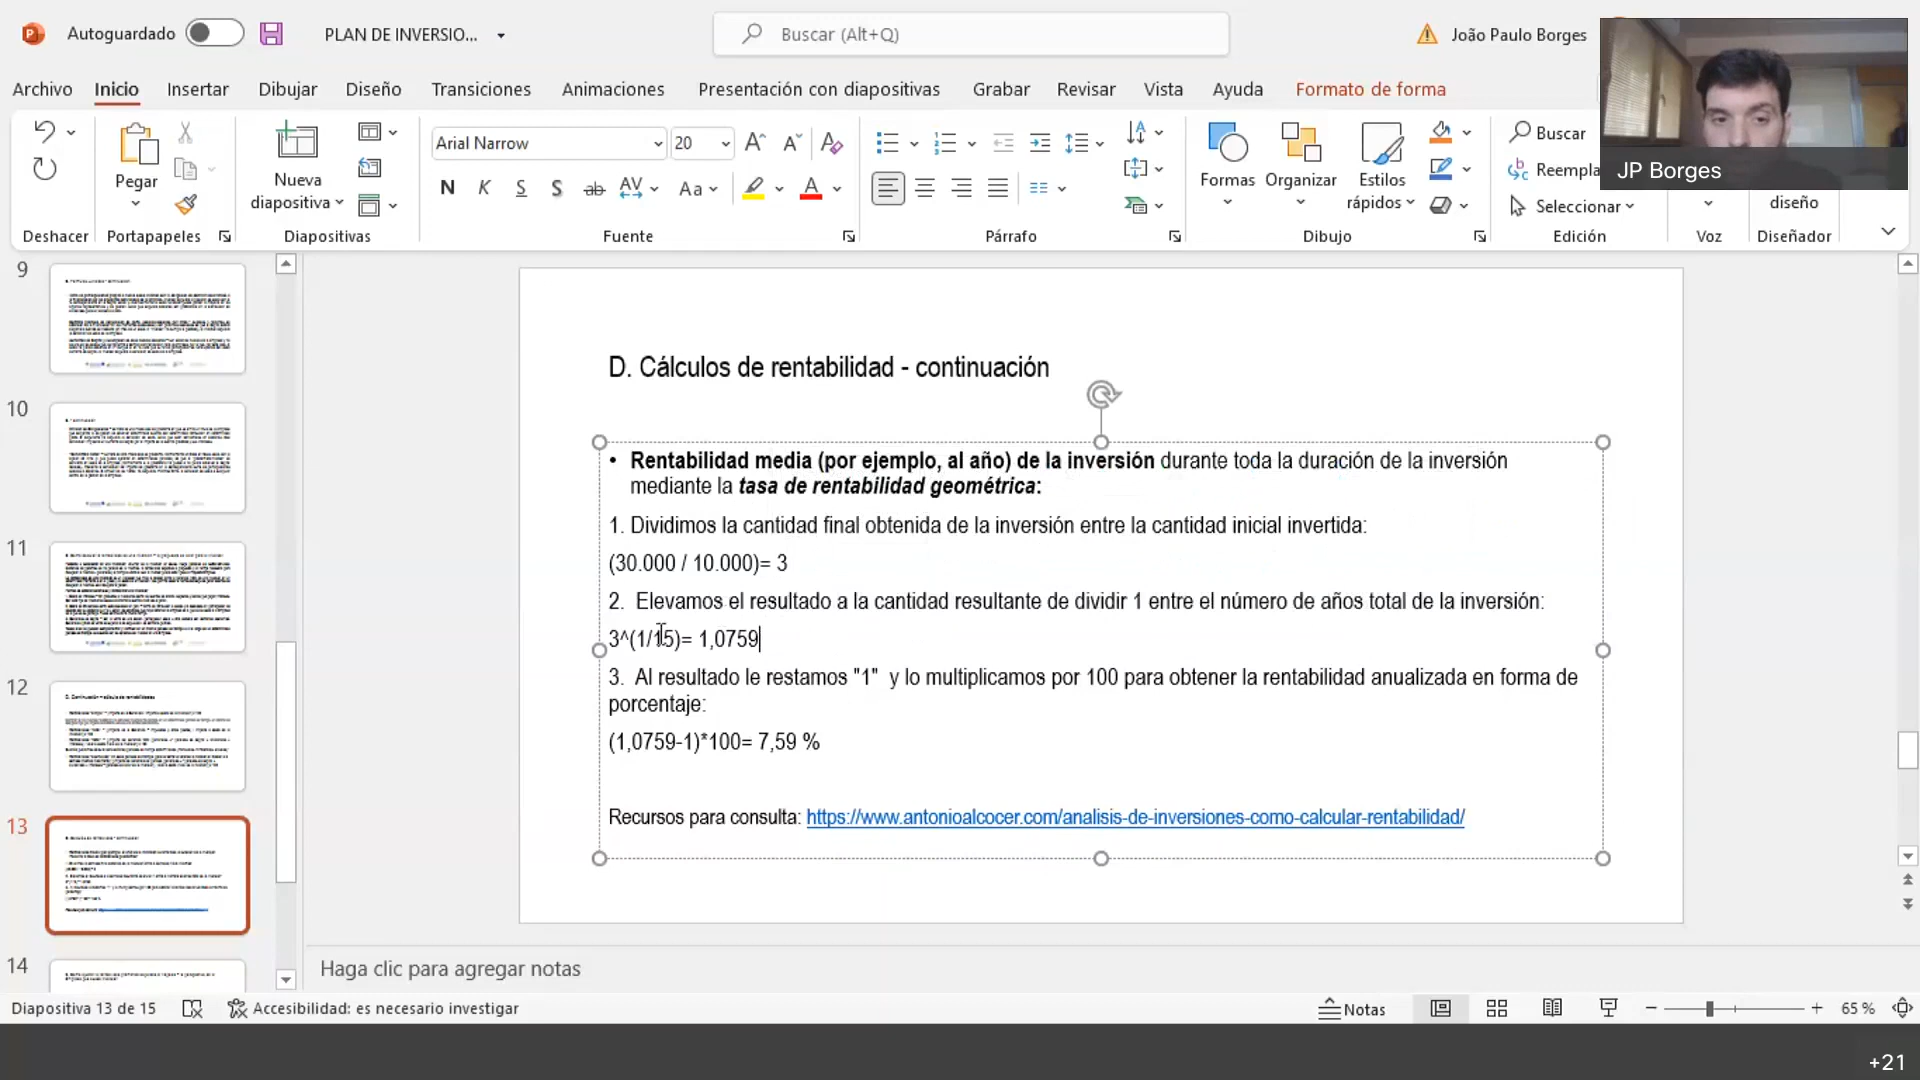 Autoguardado
PLAN DE INVERSIO...
Buscar (Alt+Q)
João Paulo Borges
Archivo
Inicio
Insertar
Dibujar
Diseño
Transiciones
Animaciones
Presentación con diapositivas
Grabar
Revisar
Vista
Ayuda
Formato de forma
Pegar
Nueva
diapositiva
Arial Narrow
20
N K S S ab AV Aa A
Formas
Organizar
Estilos
rápidos
Buscar
Reempla
Seleccionar
JP Borges
diseño
Deshacer
Portapapeles
Diapositivas
Fuente
Párrafo
Dibujo
Edición
Voz
Diseñador
9
10
11
12
13
14
D. Cálculos de rentabilidad - continuación
• Rentabilidad media (por ejemplo, al año) de la inversión durante toda la duración de la inversión
mediante la tasa de rentabilidad geométrica:
1. Dividimos la cantidad final obtenida de la inversión entre la cantidad inicial invertida:
(30.000 / 10.000)= 3
2. Elevamos el resultado a la cantidad resultante de dividir 1 entre el número de años total de la inversión:
3^(1/15)= 1,0759
3. Al resultado le restamos "1" y lo multiplicamos por 100 para obtener la rentabilidad anualizada en forma de
porcentaje:
(1,0759-1)*100= 7,59 %
Recursos para consulta: https://www.antonioalcocer.com/analisis-de-inversiones-como-calcular-rentabilidad/
Haga clic para agregar notas
Diapositiva 13 de 15
Accesibilidad: es necesario investigar
Notas
65 %
+21